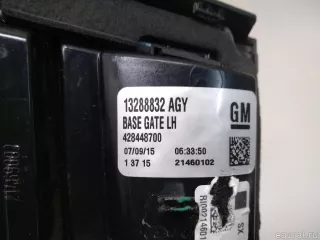 13288832 AGY
BASE GATE LH
GM
428448700
07/09/15 06:33:50
1 37 15 21460102